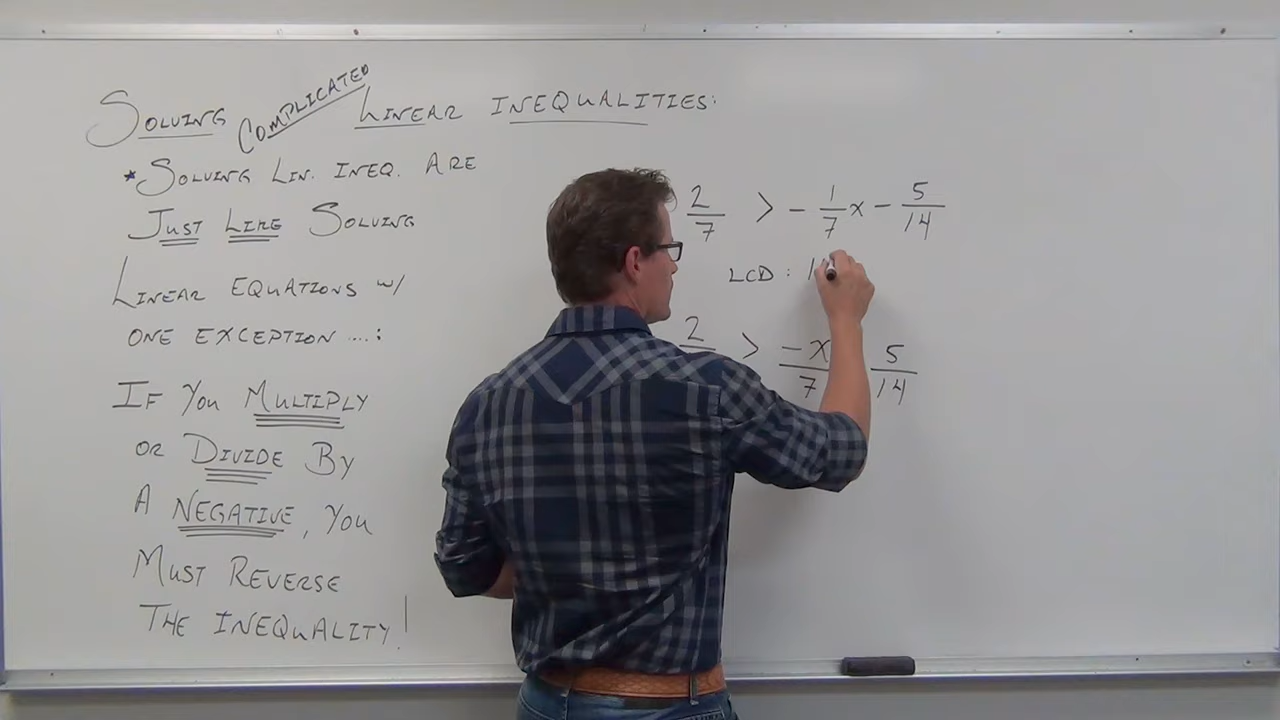 SOLVING COMPLICATED LINEAR INEQUALITIES:
* SOLVING LIN. INEQ. ARE
JUST LIKE SOLVING
LINEAR EQUATIONS W/
ONE EXCEPTION ....:
IF YOU MULTIPLY
OR DIVIDE BY
A NEGATIVE, YOU
MUST REVERSE
THE INEQUALITY!
2/7 > - 1/7 x - 5/14
LCD : 1
2 > -x/7 5/14